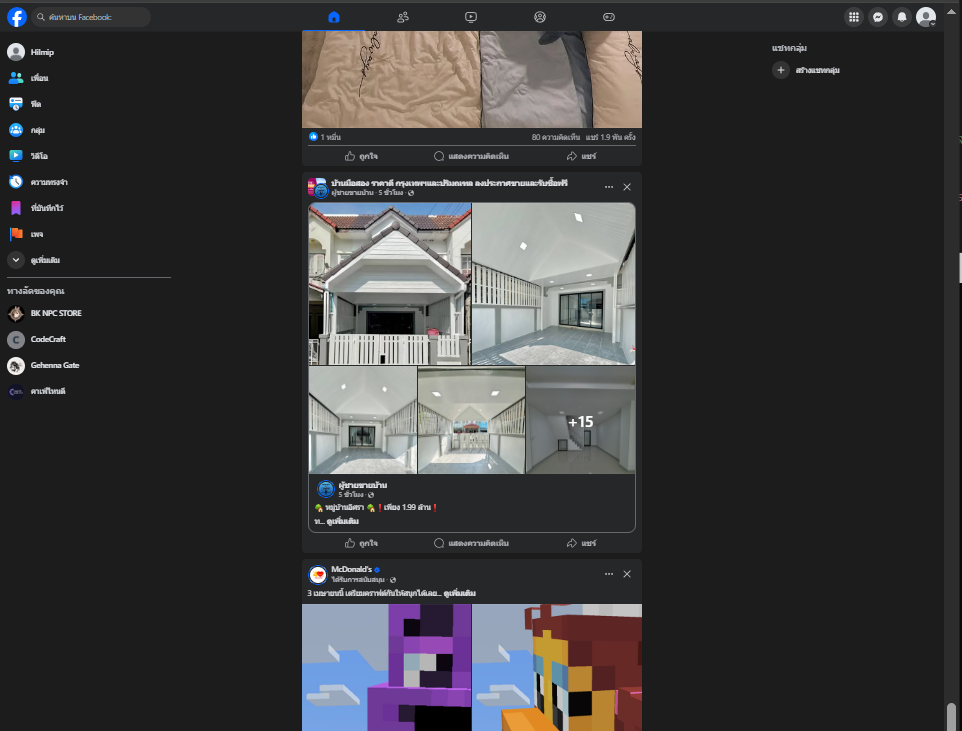 ค้นหาบน Facebook
Hilmip
เพื่อน
ฟีด
กลุ่ม
วิดีโอ
ความทรงจำ
ที่บันทึกไว้
เพจ
ดูเพิ่มเติม
ทางลัดของคุณ
BK NPC STORE
CodeCraft
Gehenna Gate
คาเฟ่ไหนดี
1 หมื่น
80 ความคิดเห็น แชร์ 1.9 พัน ครั้ง
ถูกใจ
แสดงความคิดเห็น
แชร์
บ้านมือสอง ราคาดี กรุงเทพฯและปริมณฑล ลงประกาศขายและรับซื้อฟรี
ผู้ชายขายบ้าน · 5 ชั่วโมง ·
+15
ผู้ชายขายบ้าน
5 ชั่วโมง ·
🏡 หมู่บ้านอิศรา 🏡❗เพียง 1.99 ล้าน❗
ท... ดูเพิ่มเติม
ถูกใจ
แสดงความคิดเห็น
แชร์
McDonald's
ได้รับการสนับสนุน ·
3 เมษายนนี้ เตรียมคราฟต์กันให้สนุกได้เลย... ดูเพิ่มเติม
แชทกลุ่ม
สร้างแชทกลุ่ม